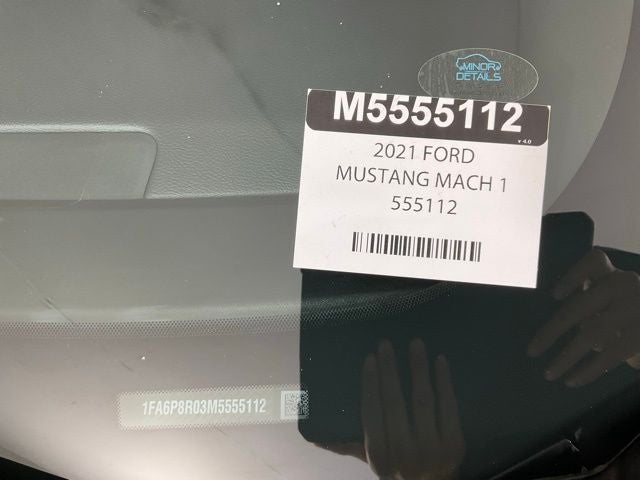 MINOR
DETAILS
M5555112
v 4.0
2021 FORD
MUSTANG MACH 1
555112
1FA6P8R03M5555112